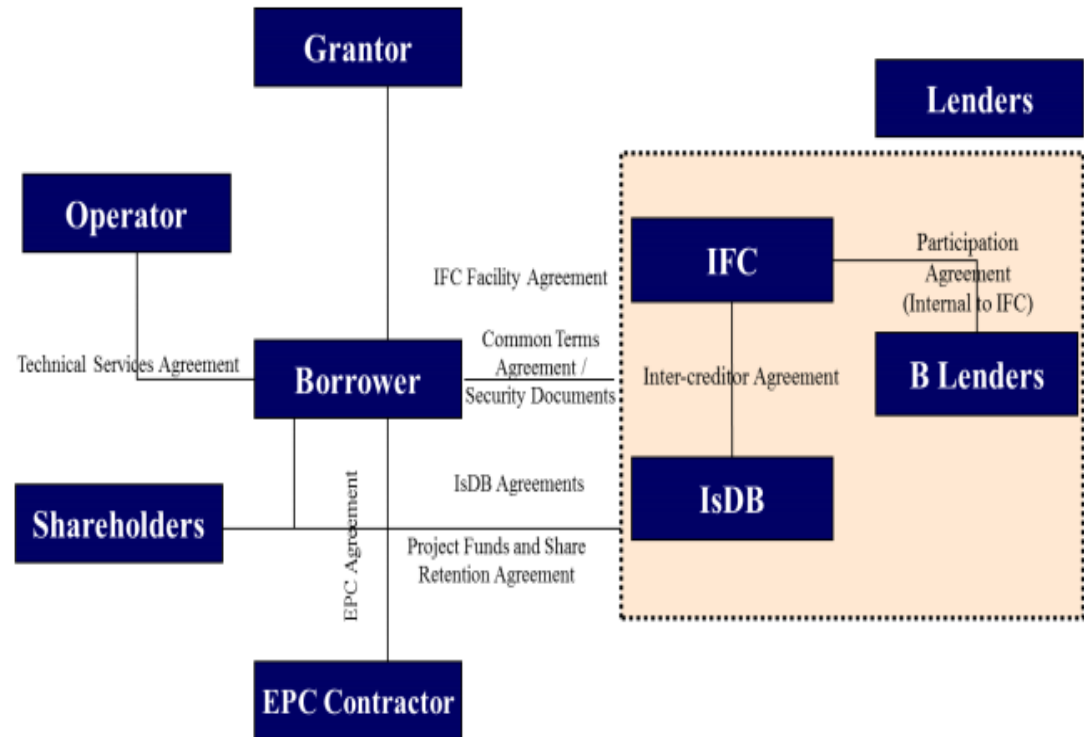 Grantor
Lenders
Operator
IFC
Participation
Agreement
(Internal to IFC)
IFC Facility Agreement
Technical Services Agreement
Borrower
Common Terms
Agreement /
Security Documents
Inter-creditor Agreement
B Lenders
EPC Agreement
IsDB Agreements
IsDB
Shareholders
Project Funds and Share
Retention Agreement
EPC Contractor